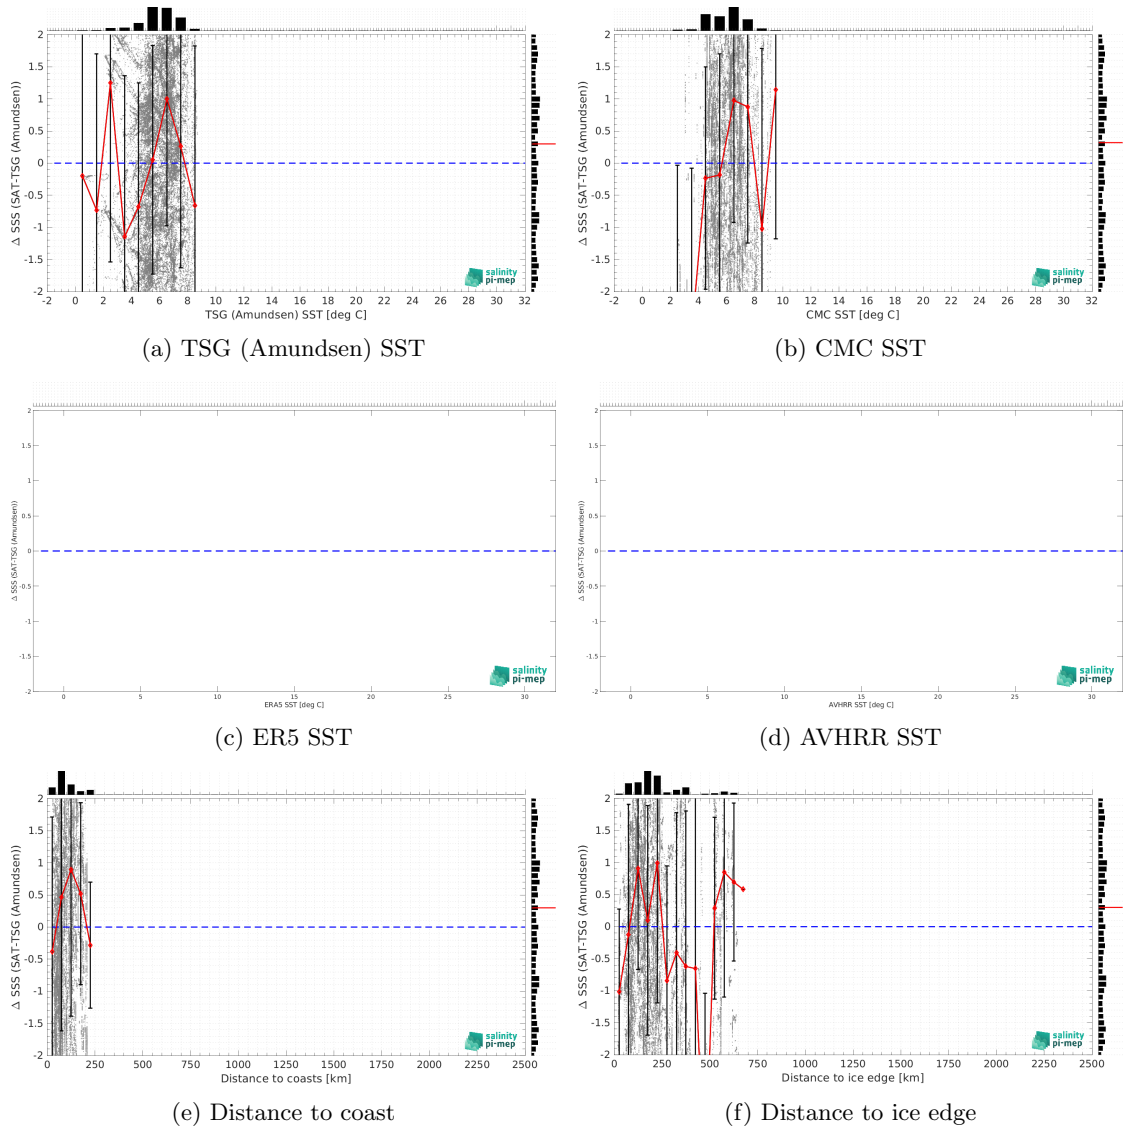 2
1.5
1
0.5
0
-0.5
-1
-1.5
-2
Δ SSS (SAT-TSG (Amundsen))
salinity
pi-mep
-2 0 2 4 6 8 10 12 14 16 18 20 22 24 26 28 30 32
TSG (Amundsen) SST [deg C]
(a) TSG (Amundsen) SST
2
1.5
1
0.5
0
-0.5
-1
-1.5
-2
Δ SSS (SAT-TSG (Amundsen))
salinity
pi-mep
-2 0 2 4 6 8 10 12 14 16 18 20 22 24 26 28 30 32
CMC SST [deg C]
(b) CMC SST
2
1.5
1
0.5
0
-0.5
-1
-1.5
-2
Δ SSS (SAT-TSG (Amundsen))
salinity
pi-mep
0 5 10 15 20 25 30
ERA5 SST [deg C]
(c) ER5 SST
2
1.5
1
0.5
0
-0.5
-1
-1.5
-2
Δ SSS (SAT-TSG (Amundsen))
salinity
pi-mep
0 5 10 15 20 25 30
AVHRR SST [deg C]
(d) AVHRR SST
2
1.5
1
0.5
0
-0.5
-1
-1.5
-2
Δ SSS (SAT-TSG (Amundsen))
salinity
pi-mep
0 250 500 750 1000 1250 1500 1750 2000 2250 2500
Distance to coasts [km]
(e) Distance to coast
2
1.5
1
0.5
0
-0.5
-1
-1.5
-2
Δ SSS (SAT-TSG (Amundsen))
salinity
pi-mep
0 250 500 750 1000 1250 1500 1750 2000 2250 2500
Distance to ice edge [km]
(f) Distance to ice edge